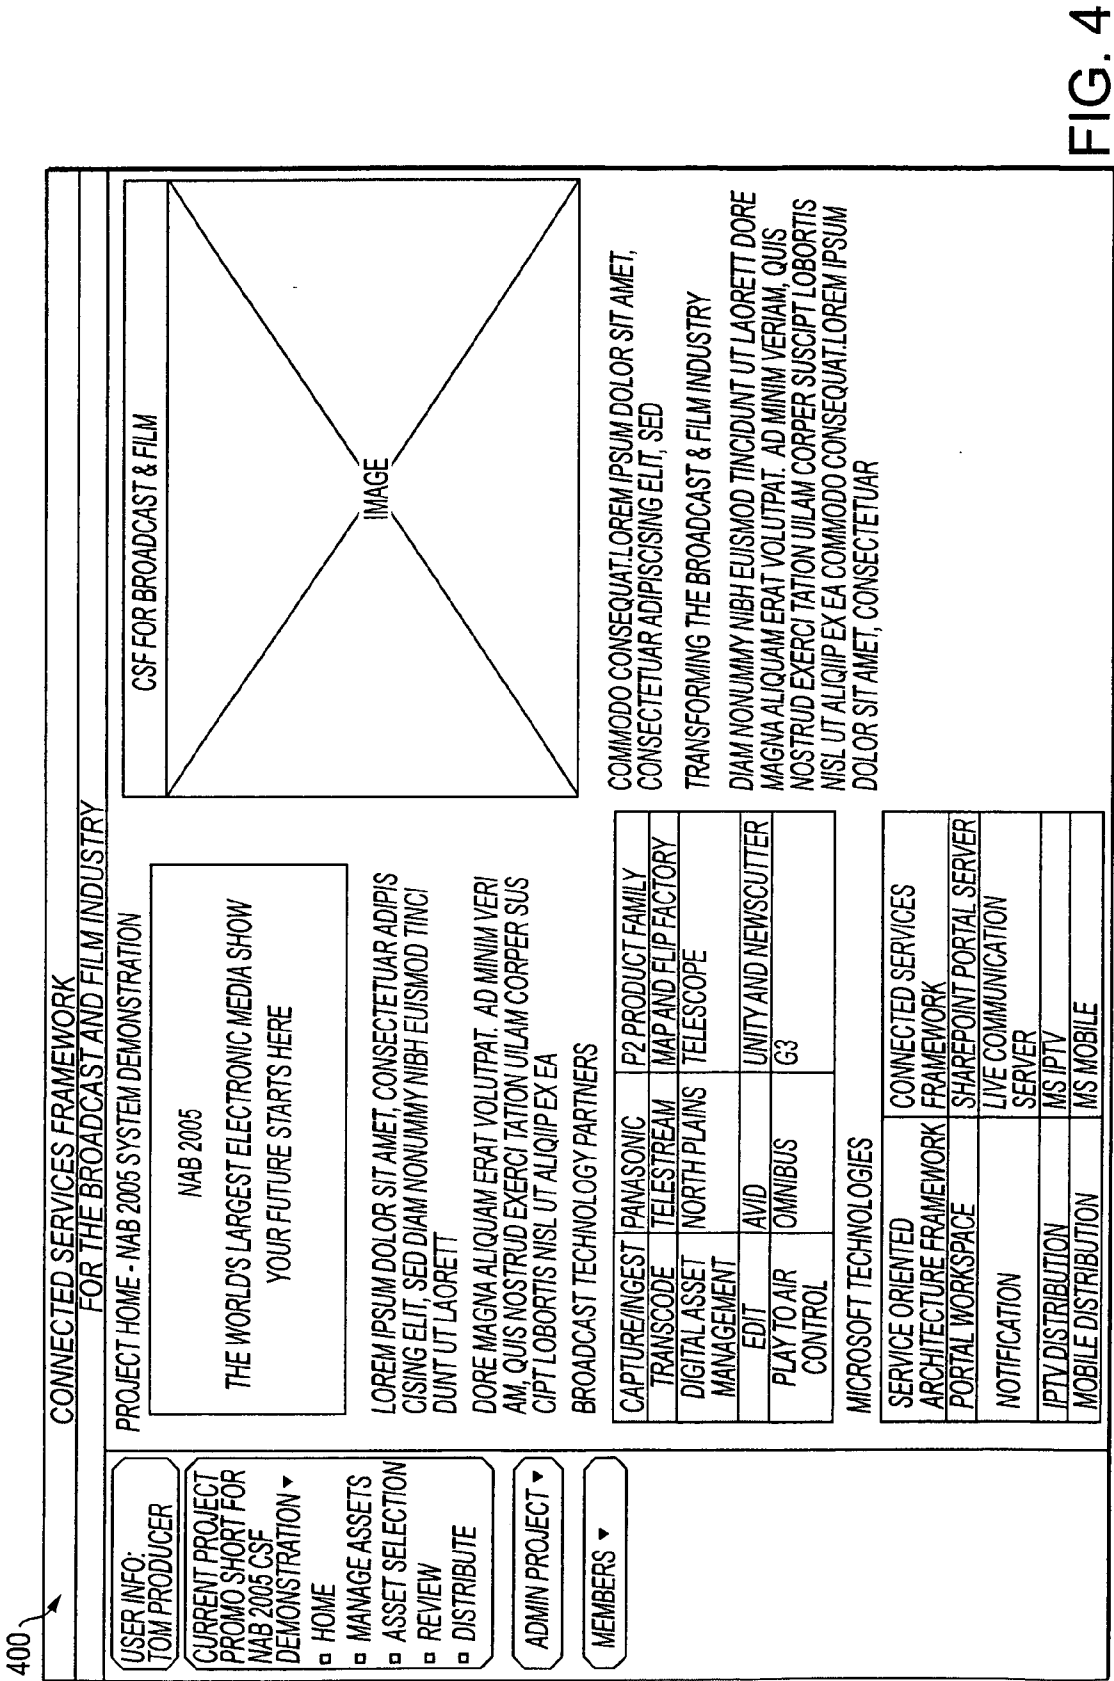 400
CONNECTED SERVICES FRAMEWORK
FOR THE BROADCAST AND FILM INDUSTRY
USER INFO:
TOM PRODUCER
CURRENT PROJECT
PROMO SHORT FOR
NAB 2005 CSF
DEMONSTRATION ▼
HOME
MANAGE ASSETS
ASSET SELECTION
REVIEW
DISTRIBUTE
ADMIN PROJECT ▼
MEMBERS ▼
PROJECT HOME - NAB 2005 SYSTEM DEMONSTRATION
NAB 2005
THE WORLD'S LARGEST ELECTRONIC MEDIA SHOW
YOUR FUTURE STARTS HERE
LOREM IPSUM DOLOR SIT AMET, CONSECTETUAR ADIPIS
CISING ELIT, SED DIAM NONUMMY NIBH EUISMOD TINCI
DUNT UT LAORETT
DORE MAGNA ALIQUAM ERAT VOLUTPAT. AD MINIM VERI
AM, QUIS NOSTRUD EXERCI TATION UILAM CORPER SUS
CIPT LOBORTIS NISL UT ALIQIIP EX EA
BROADCAST TECHNOLOGY PARTNERS
CAPTURE/INGEST PANASONIC P2 PRODUCT FAMILY
TRANSCODE TELESTREAM MAP AND FLIP FACTORY
DIGITAL ASSET NORTH PLAINS TELESCOPE
MANAGEMENT
EDIT AVID UNITY AND NEWSCUTTER
PLAY TO AIR OMNIBUS G3
CONTROL
MICROSOFT TECHNOLOGIES
SERVICE ORIENTED CONNECTED SERVICES
ARCHITECTURE FRAMEWORK FRAMEWORK
PORTAL WORKSPACE SHAREPOINT PORTAL SERVER
NOTIFICATION LIVE COMMUNICATION
SERVER
IPTV DISTRIBUTION MS IPTV
MOBILE DISTRIBUTION MS MOBILE
CSF FOR BROADCAST & FILM
IMAGE
COMMODO CONSEQUAT.LOREM IPSUM DOLOR SIT AMET,
CONSECTETUAR ADIPISCISING ELIT, SED
TRANSFORMING THE BROADCAST & FILM INDUSTRY
DIAM NONUMMY NIBH EUISMOD TINCIDUNT UT LAORETT DORE
MAGNA ALIQUAM ERAT VOLUTPAT. AD MINIM VERIAM, QUIS
NOSTRUD EXERCI TATION UILAM CORPER SUSCIPT LOBORTIS
NISL UT ALIQIIP EX EA COMMODO CONSEQUAT.LOREM IPSUM
DOLOR SIT AMET, CONSECTETUAR
FIG. 4